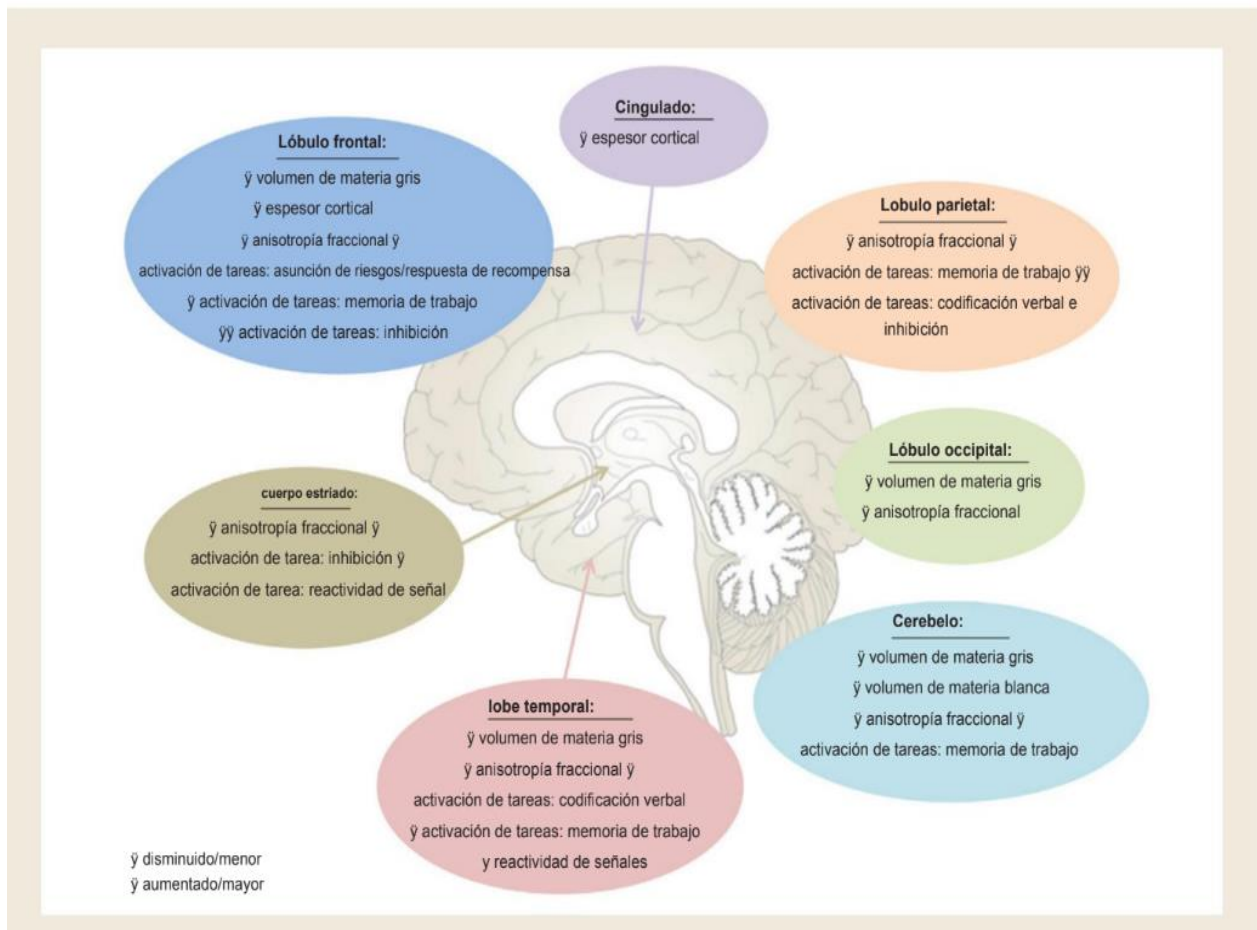 Cingulado:
ÿ espesor cortical
Lóbulo frontal:
ÿ volumen de materia gris
ÿ espesor cortical
ÿ anisotropía fraccional ÿ
activación de tareas: asunción de riesgos/respuesta de recompensa
ÿ activación de tareas: memoria de trabajo
ÿÿ activación de tareas: inhibición
Lobulo parietal:
ÿ anisotropía fraccional ÿ
activación de tareas: memoria de trabajo ÿÿ
activación de tareas: codificación verbal e
inhibición
Lóbulo occipital:
ÿ volumen de materia gris
ÿ anisotropía fraccional
cuerpo estriado:
ÿ anisotropía fraccional ÿ
activación de tarea: inhibición ÿ
activación de tarea: reactividad de señal
Cerebelo:
ÿ volumen de materia gris
ÿ volumen de materia blanca
ÿ anisotropía fraccional ÿ
activación de tareas: memoria de trabajo
lobe temporal:
ÿ volumen de materia gris
ÿ anisotropía fraccional ÿ
activación de tareas: codificación verbal
ÿ activación de tareas: memoria de trabajo
y reactividad de señales
ÿ disminuido/menor
ÿ aumentado/mayor